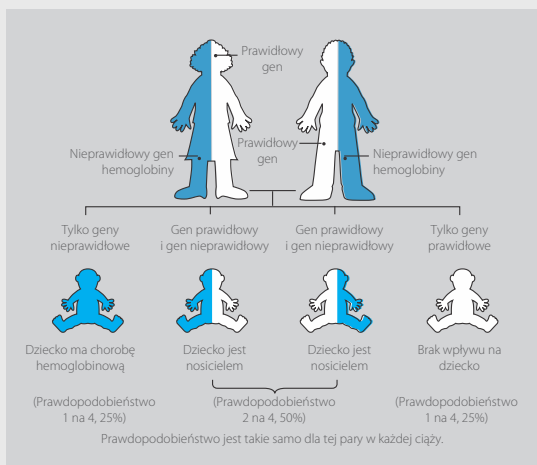 Prawidłowy
gen
Prawidłowy
gen
Nieprawidłowy gen
hemoglobiny
Nieprawidłowy gen
hemoglobiny
Tylko geny
nieprawidłowe
Gen prawidłowy
i gen nieprawidłowy
Gen prawidłowy
i gen nieprawidłowy
Tylko geny
prawidłowe
Dziecko ma chorobę
hemoglobinową
Dziecko jest
nosicielem
Dziecko jest
nosicielem
Brak wpływu na
dziecko
(Prawdopodobieństwo
1 na 4, 25%)
(Prawdopodobieństwo
2 na 4, 50%)
(Prawdopodobieństwo
1 na 4, 25%)
Prawdopodobieństwo jest takie samo dla tej pary w każdej ciąży.